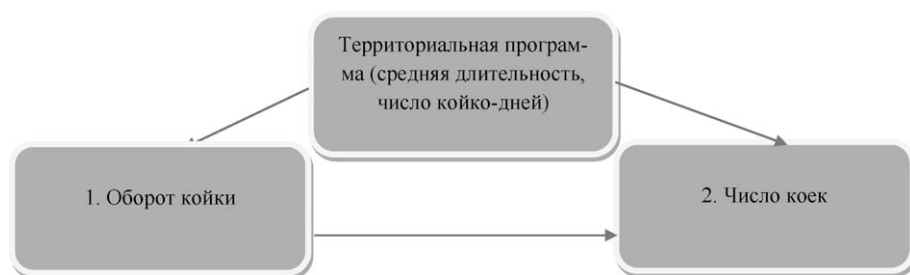 Территориальная програм-
ма (средняя длительность,
число койко-дней)
1. Оборот койки
2. Число коек